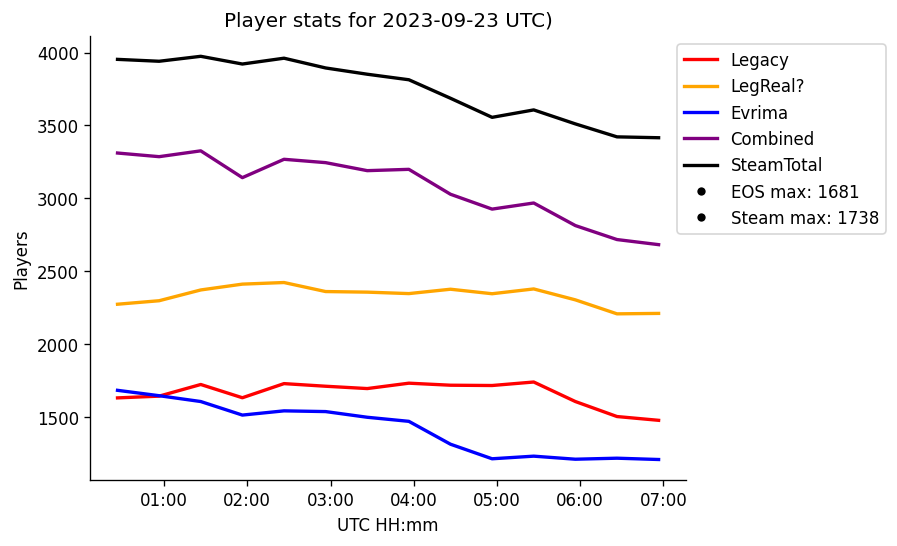 Player stats for 2023-09-23 UTC)
4000
3500
3000
2500
2000
1500
Players
01:00 02:00 03:00 04:00 05:00 06:00 07:00
UTC HH:mm
Legacy
LegReal?
Evrima
Combined
SteamTotal
EOS max: 1681
Steam max: 1738